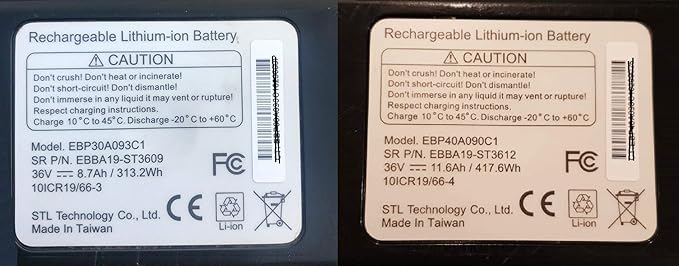 Rechargeable Lithium-ion Battery
CAUTION
Don't crush! Don't heat or incinerate!
Don't short-circuit! Don't dismantle!
Don't immerse in any liquid it may vent or rupture!
Respect charging instructions.
Charge 10°C to 45°C. Discharge -20°C to +60°C
Model. EBP30A093C1
SR P/N. EBBA19-ST3609
36V 8.7Ah / 313.2Wh
10ICR19/66-3
FC
STL Technology Co., Ltd.
Made In Taiwan
CE
Li-ion
Rechargeable Lithium-ion Battery
CAUTION
Don't crush! Don't heat or incinerate!
Don't short-circuit! Don't dismantle!
Don't immerse in any liquid it may vent or rupture!
Respect charging instructions.
Charge 10°C to 45°C. Discharge -20°C to +60°C
Model. EBP40A090C1
SR P/N. EBBA19-ST3612
36V 11.6Ah / 417.6Wh
10ICR19/66-4
FC
STL Technology Co., Ltd.
Made In Taiwan
CE
Li-ion